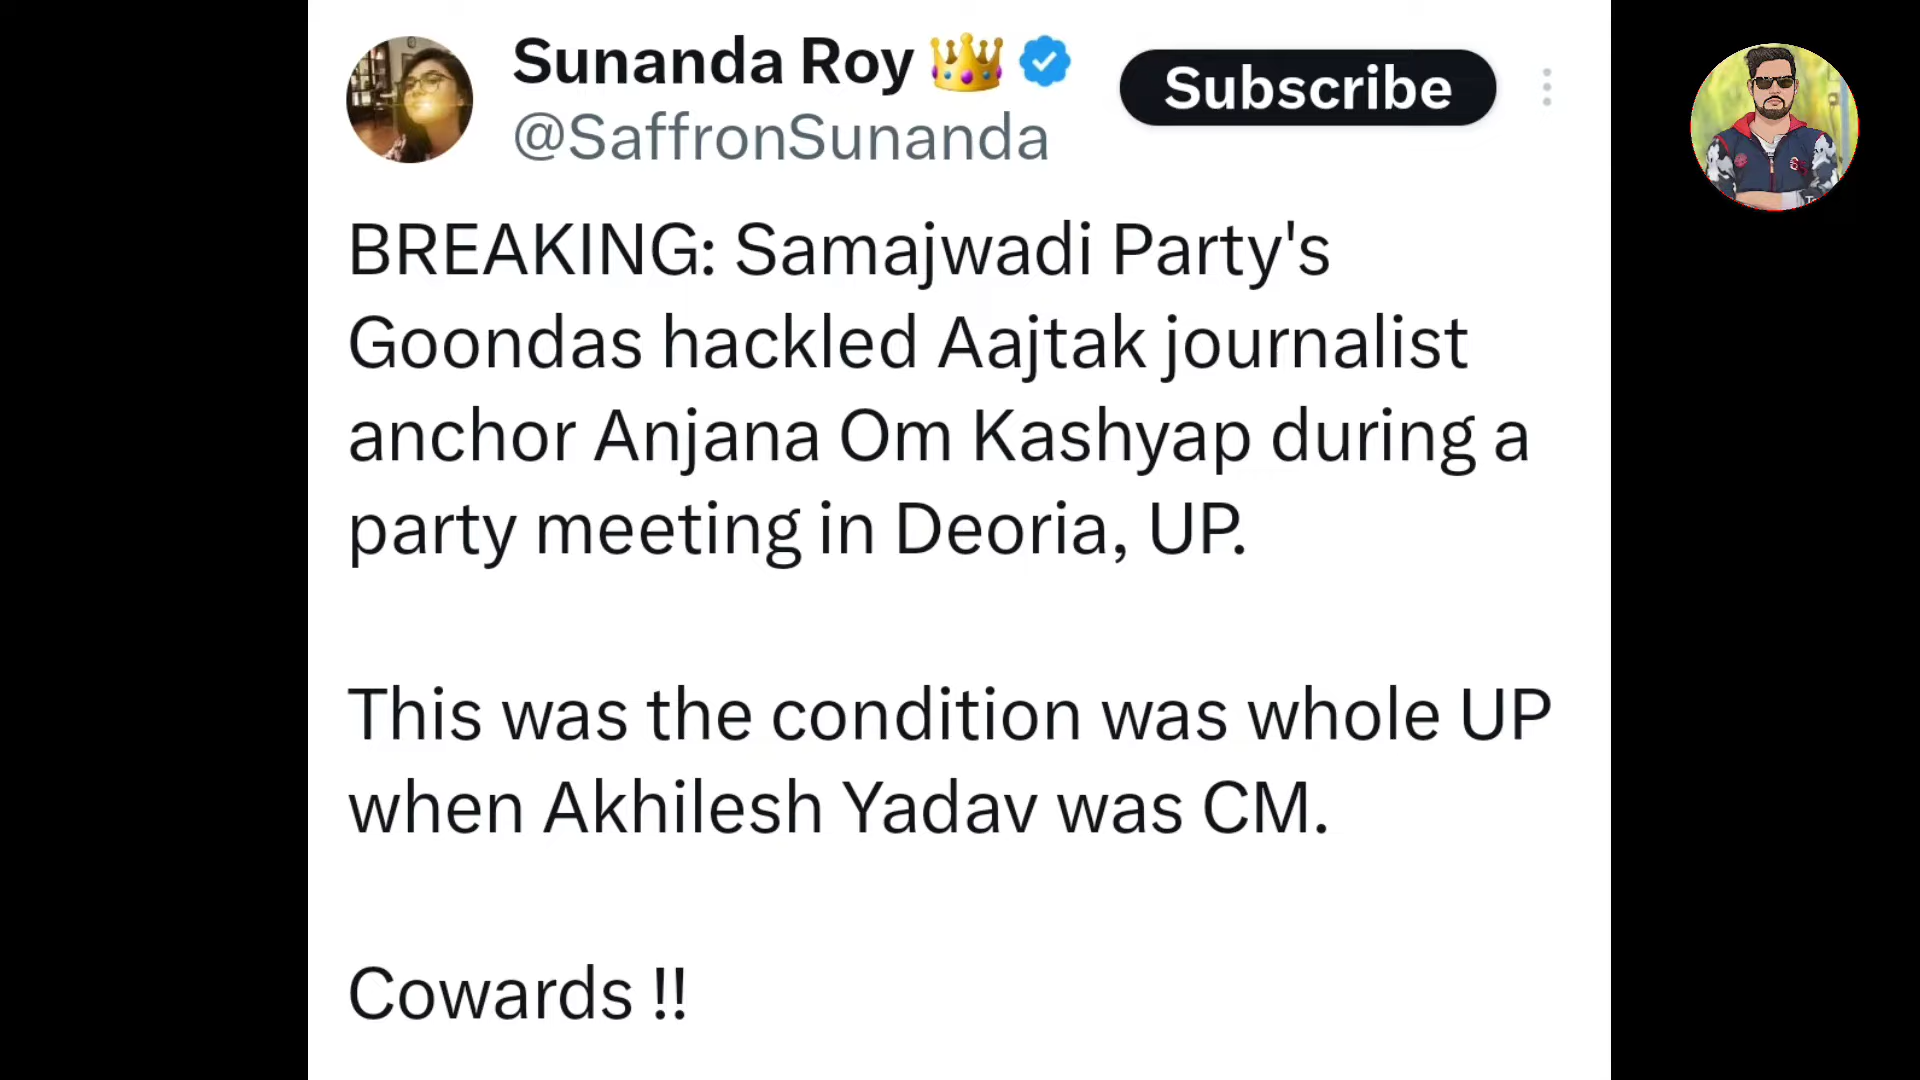 Sunanda Roy
Subscribe
@SaffronSunanda
BREAKING: Samajwadi Party's
Goondas hackled Aajtak journalist
anchor Anjana Om Kashyap during a
party meeting in Deoria, UP.
This was the condition was whole UP
when Akhilesh Yadav was CM.
Cowards !!